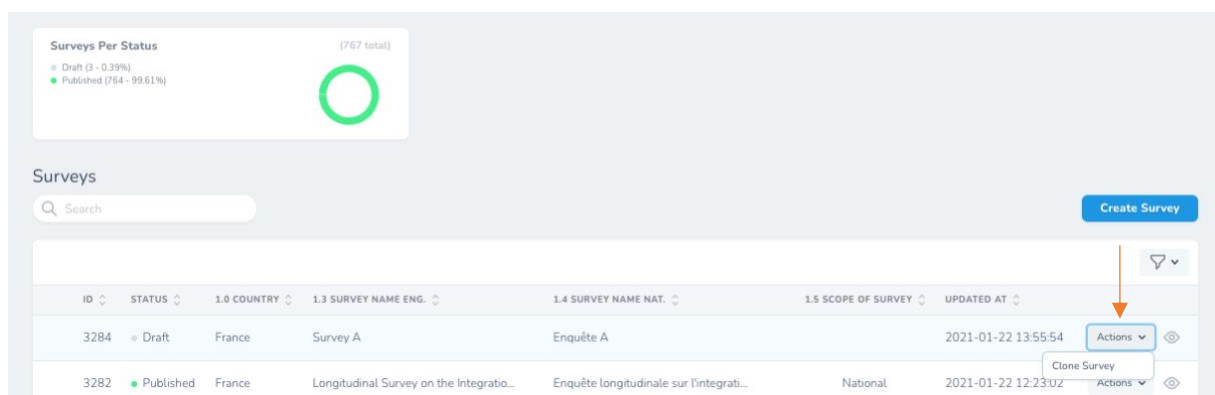 Surveys Per Status (767 total)
Draft (3 - 0.39%)
Published (764 - 99.61%)
Surveys
Search
Create Survey
ID STATUS 1.0 COUNTRY 1.3 SURVEY NAME ENG. 1.4 SURVEY NAME NAT. 1.5 SCOPE OF SURVEY UPDATED AT
3284 Draft France Survey A Enquête A 2021-01-22 13:55:54 Actions
Clone Survey
3282 Published France Longitudinal Survey on the Integratio... Enquête longitudinale sur l'intégrati... National 2021-01-22 12:23:02 Actions